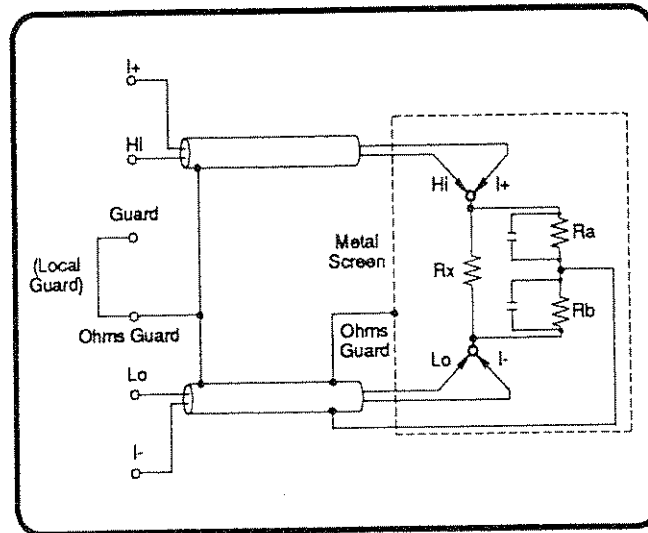 I+
Hi
Guard
(Local
Guard)
Ohms Guard
Lo
I-
Metal
Screen
Ohms
Guard
Hi
I+
Rx
Ra
Rb
Lo
I-